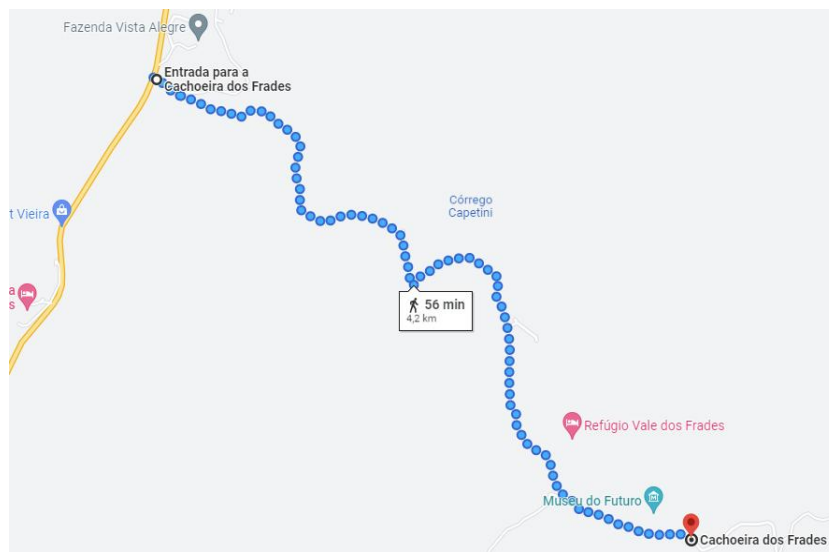 Fazenda Vista Alegre
Entrada para a
Cachoeira dos Frades
t Vieira
Córrego
Capetini
a
s
56 min
4,2 km
Refúgio Vale dos Frades
Museu do Futuro
Cachoeira dos Frades